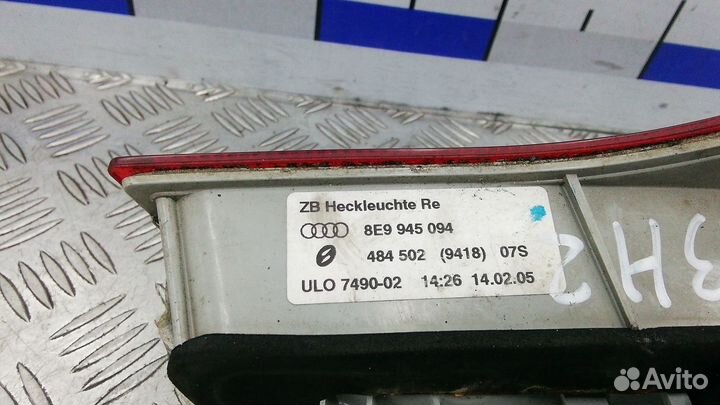 ZB Heckleuchte Re
8E9 945 094
484 502 (9418) 07S
ULO 7490-02 14:26 14.02.05
Avito